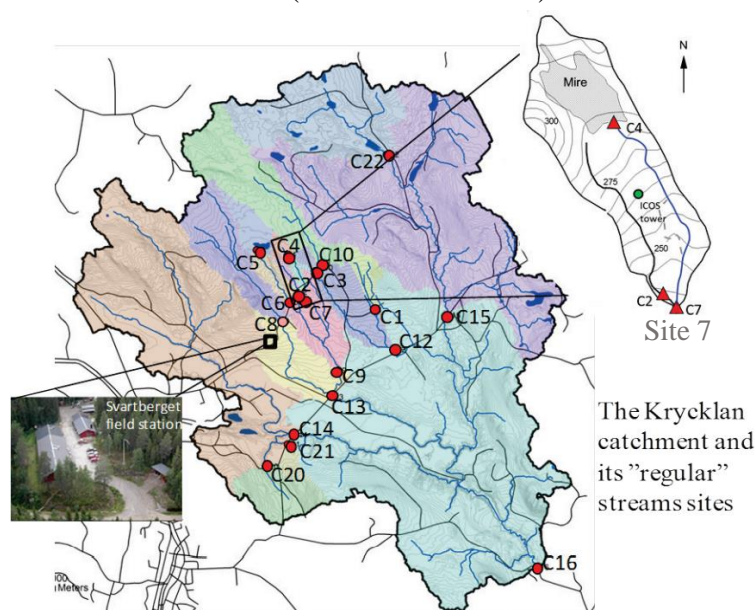 N
Mire
C4
300
275
ICOS
tower
250
C2
C7
Site 7
C22
C4
C10
C5
C3
C2
C6
C7
C8
C1
C15
C12
C9
C13
Svartberget
field station
C14
C21
C20
C16
The Krycklan
catchment and
its ”regular”
streams sites
Meters